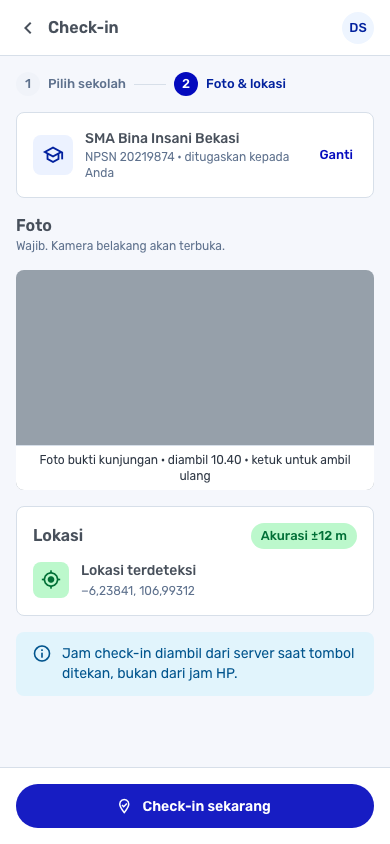 Check-in
DS
1
Pilih sekolah
2
Foto & lokasi
SMA Bina Insani Bekasi
NPSN 20219874 • ditugaskan kepada
Anda
Ganti
Foto
Wajib. Kamera belakang akan terbuka.
Foto bukti kunjungan • diambil 10.40 • ketuk untuk ambil
ulang
Lokasi
Akurasi ±12 m
Lokasi terdeteksi
−6,23841, 106,99312
Jam check-in diambil dari server saat tombol
ditekan, bukan dari jam HP.
Check-in sekarang